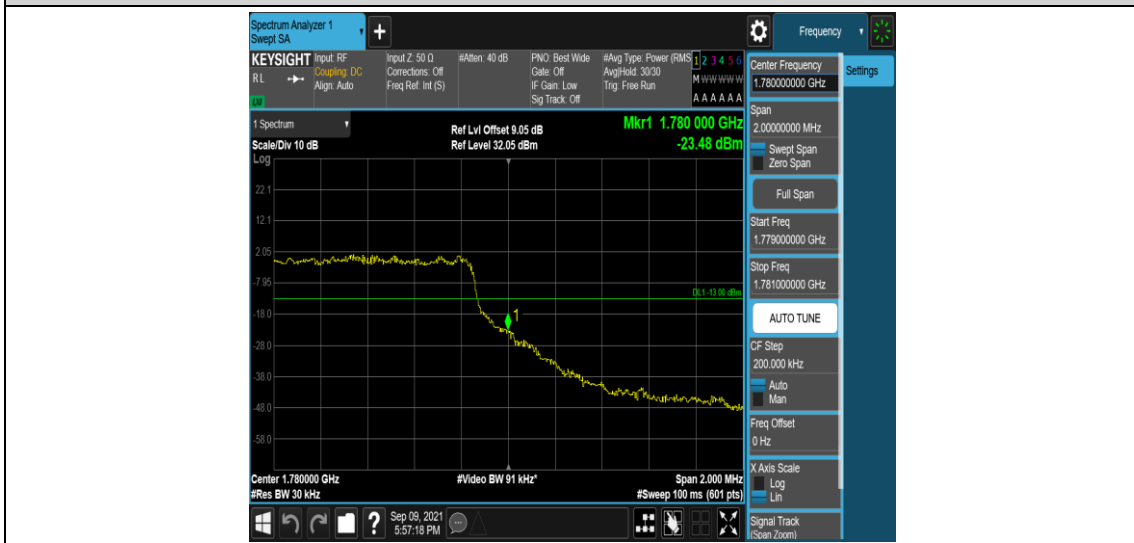 Spectrum Analyzer 1
Swept SA
+
Frequency
KEYSIGHT
RL
Input: RF
Coupling: DC
Align: Auto
Input Z: 50 Ω
Corrections: Off
Freq Ref: Int (S)
#Atten: 40 dB
PNO: Best Wide
Gate: Off
IF Gain: Low
Sig Track: Off
#Avg Type: Power (RMS
Avg|Hold: 30/30
Trig: Free Run
1 2 3 4 5 6
M W W W W W
A A A A A A
1 Spectrum
Scale/Div 10 dB
Log
Ref Lvl Offset 9.05 dB
Ref Level 32.05 dBm
Mkr1 1.780 000 GHz
-23.48 dBm
22.1
12.1
2.05
-7.95
DL1 -13.00 dBm
-18.0
1
-28.0
-38.0
-48.0
-58.0
Center 1.780000 GHz
#Video BW 91 kHz*
Span 2.000 MHz
#Res BW 30 kHz
#Sweep 100 ms (601 pts)
Sep 09, 2021
5:57:18 PM
?
Center Frequency
1.780000000 GHz
Settings
Span
2.00000000 MHz
Swept Span
Zero Span
Full Span
Start Freq
1.779000000 GHz
Stop Freq
1.781000000 GHz
AUTO TUNE
CF Step
200.000 kHz
Auto
Man
Freq Offset
0 Hz
X Axis Scale
Log
Lin
Signal Track
(Span Zoom)